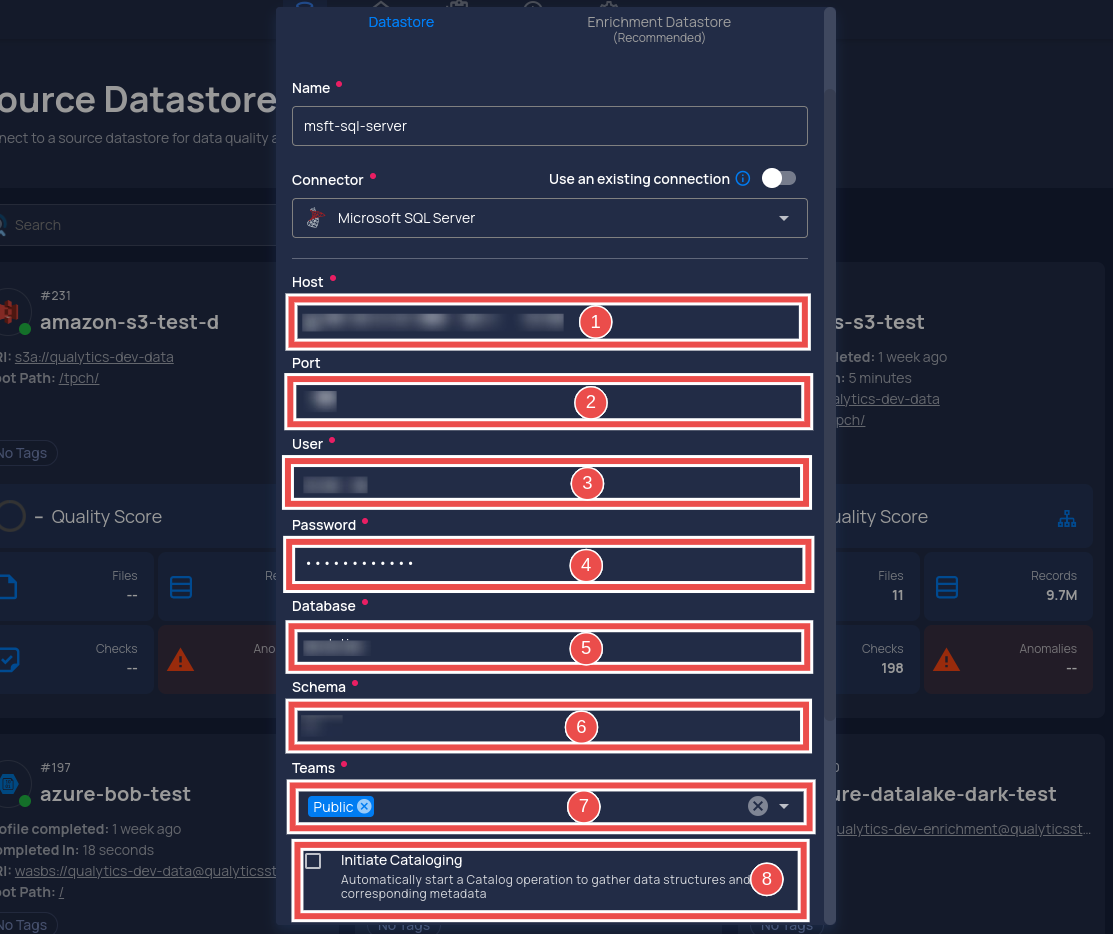 Datastore
Enrichment Datastore
(Recommended)
Name
msft-sql-server
Connector
Use an existing connection
Microsoft SQL Server
Host
1
Port
2
User
3
Password
••••••••••••
4
Database
5
Schema
6
Teams
Public
7
Initiate Cataloging
Automatically start a Catalog operation to gather data structures and
corresponding metadata
8
ource Datastore
nect to a source datastore for data quality a
Search
#231
amazon-s3-test-d
RI: s3a://qualytics-dev-data
oot Path: /tpch/
No Tags
– Quality Score
Files
--
Re
Checks
--
Ano
#197
azure-bob-test
ofile completed: 1 week ago
ompleted In: 18 seconds
RI: wasbs://qualytics-dev-data@qualyticsst
oot Path: /
No Tags
No Tags
s-s3-test
leted: 1 week ago
n: 5 minutes
alytics-dev-data
pch/
uality Score
Files
11
Records
9.7M
Checks
198
Anomalies
--
0
ure-datalake-dark-test
ualytics-dev-enrichment@qualyticsst...
No Tags